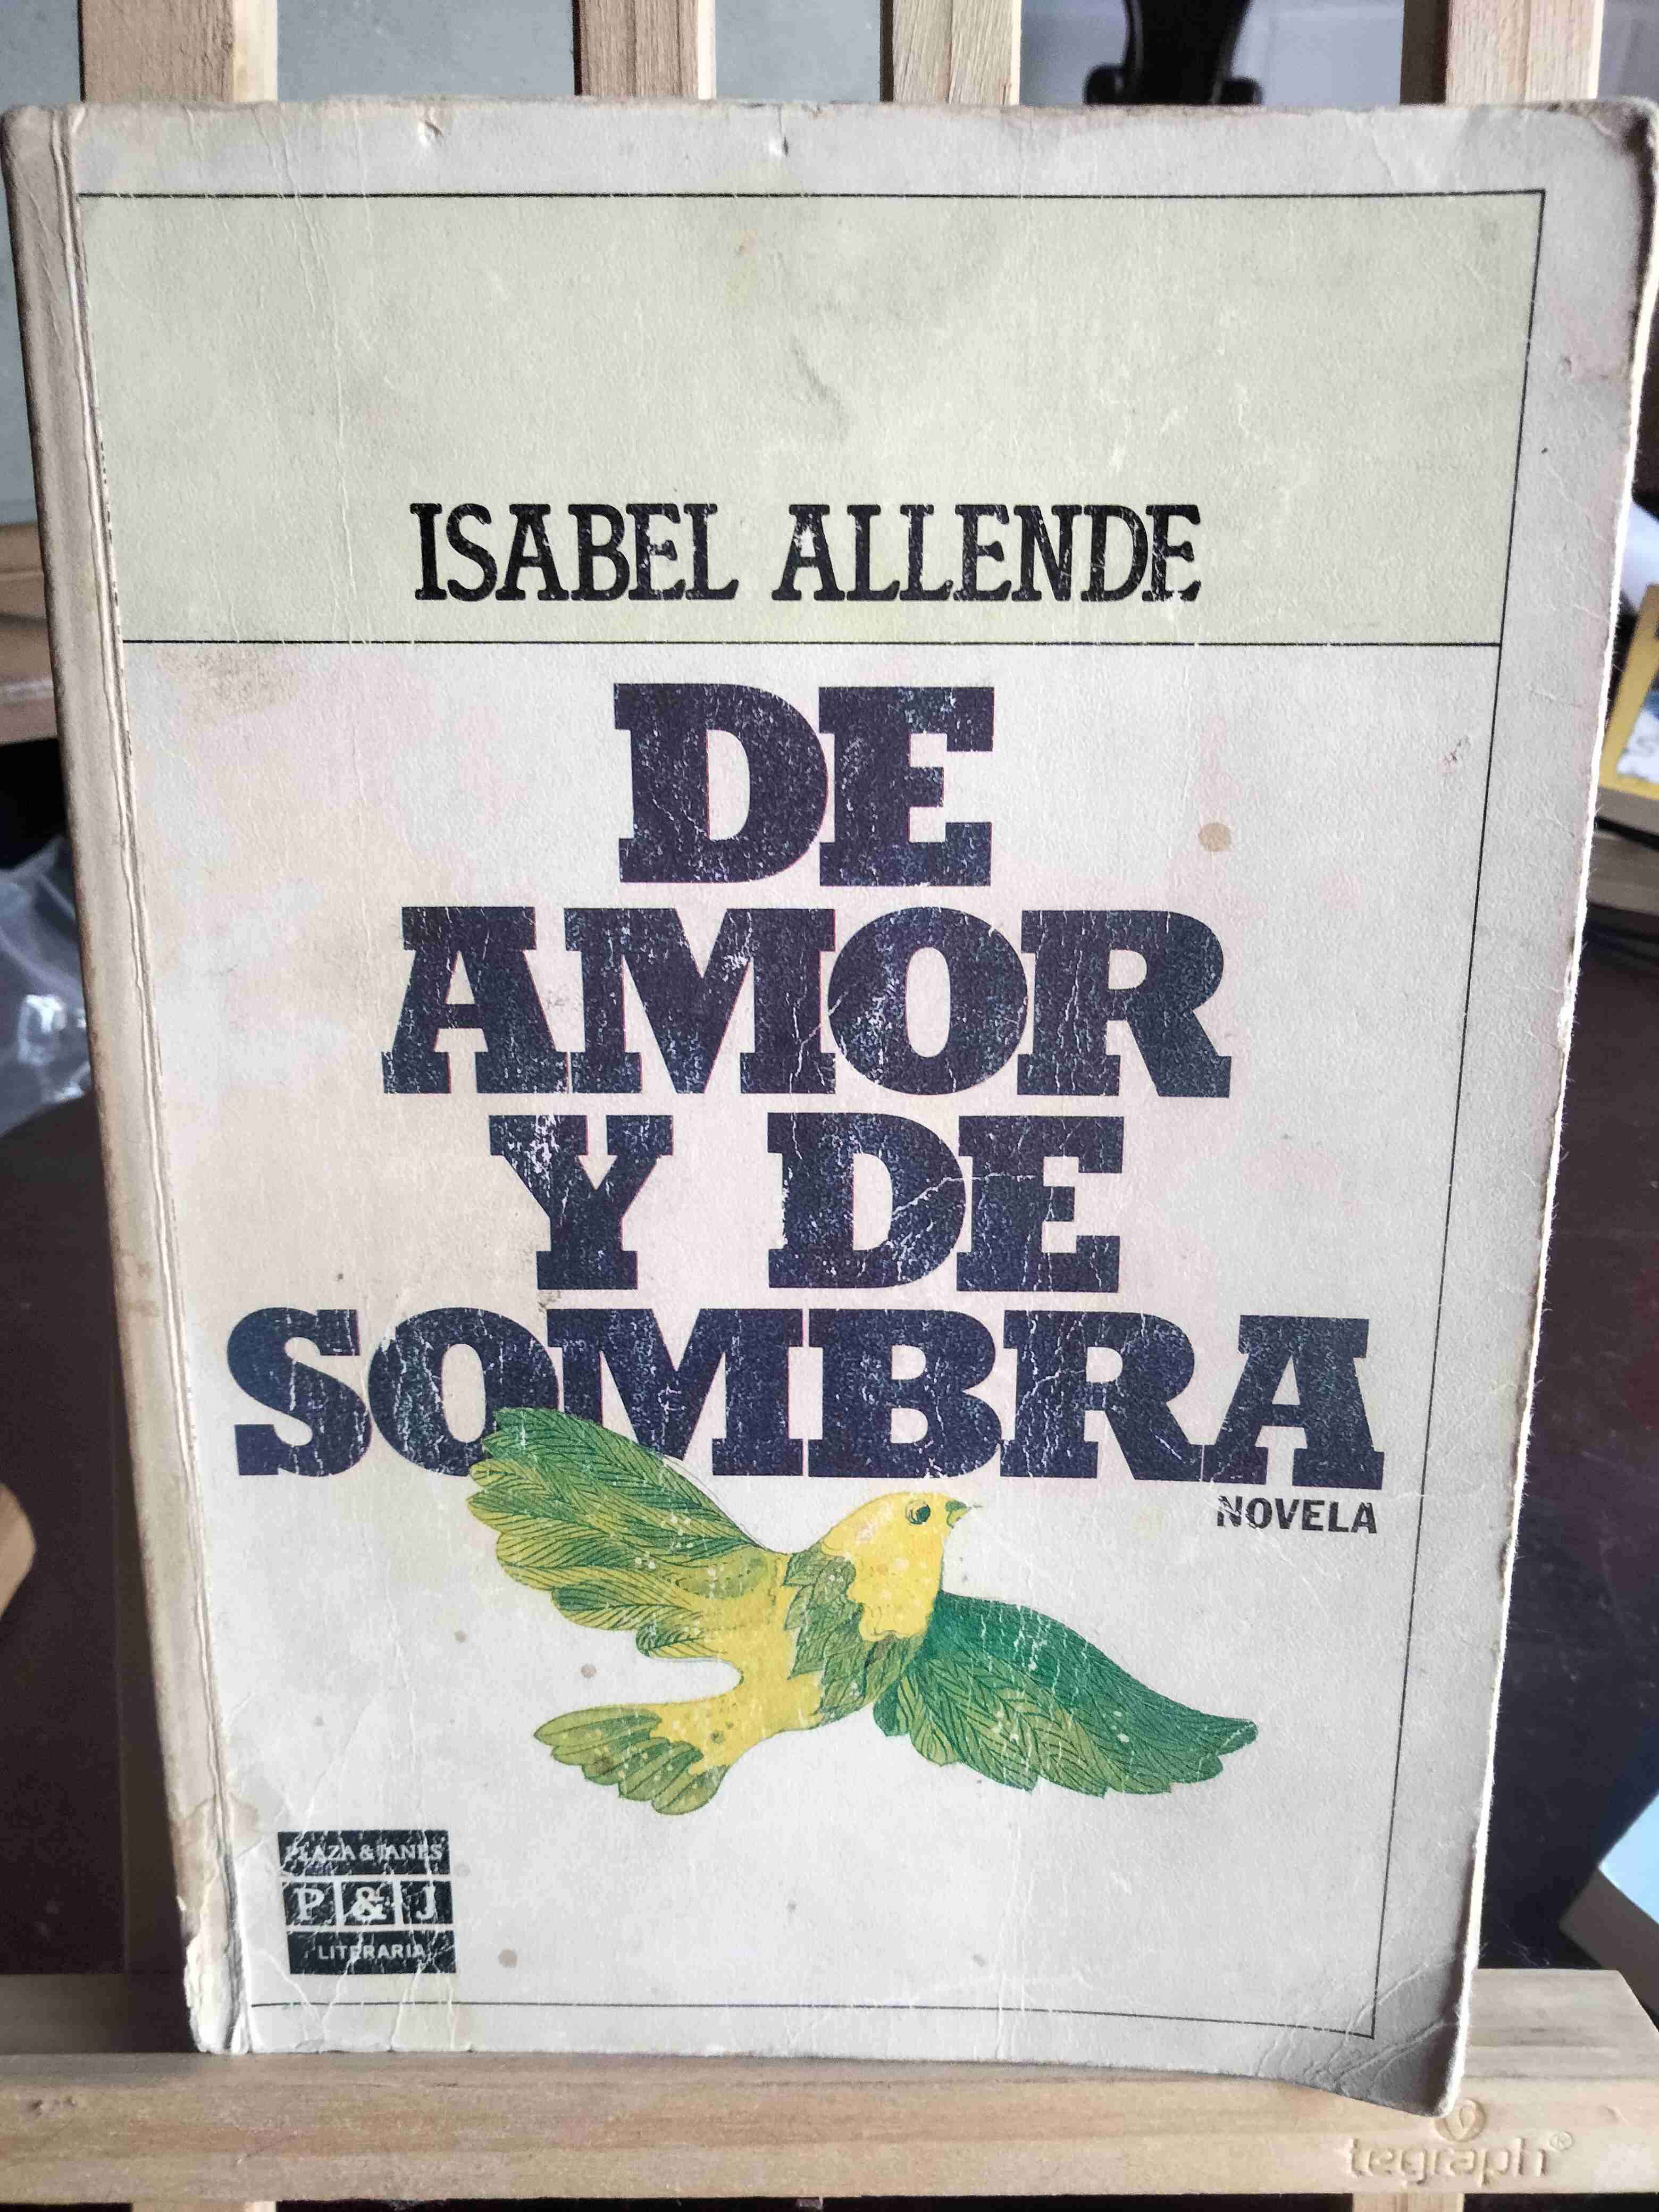 ISABEL ALLENDE
DE
AMOR
Y DE
SOMBRA
NOVELA
PLAZA & JANES
P & J
LITERARIA
tegraph®